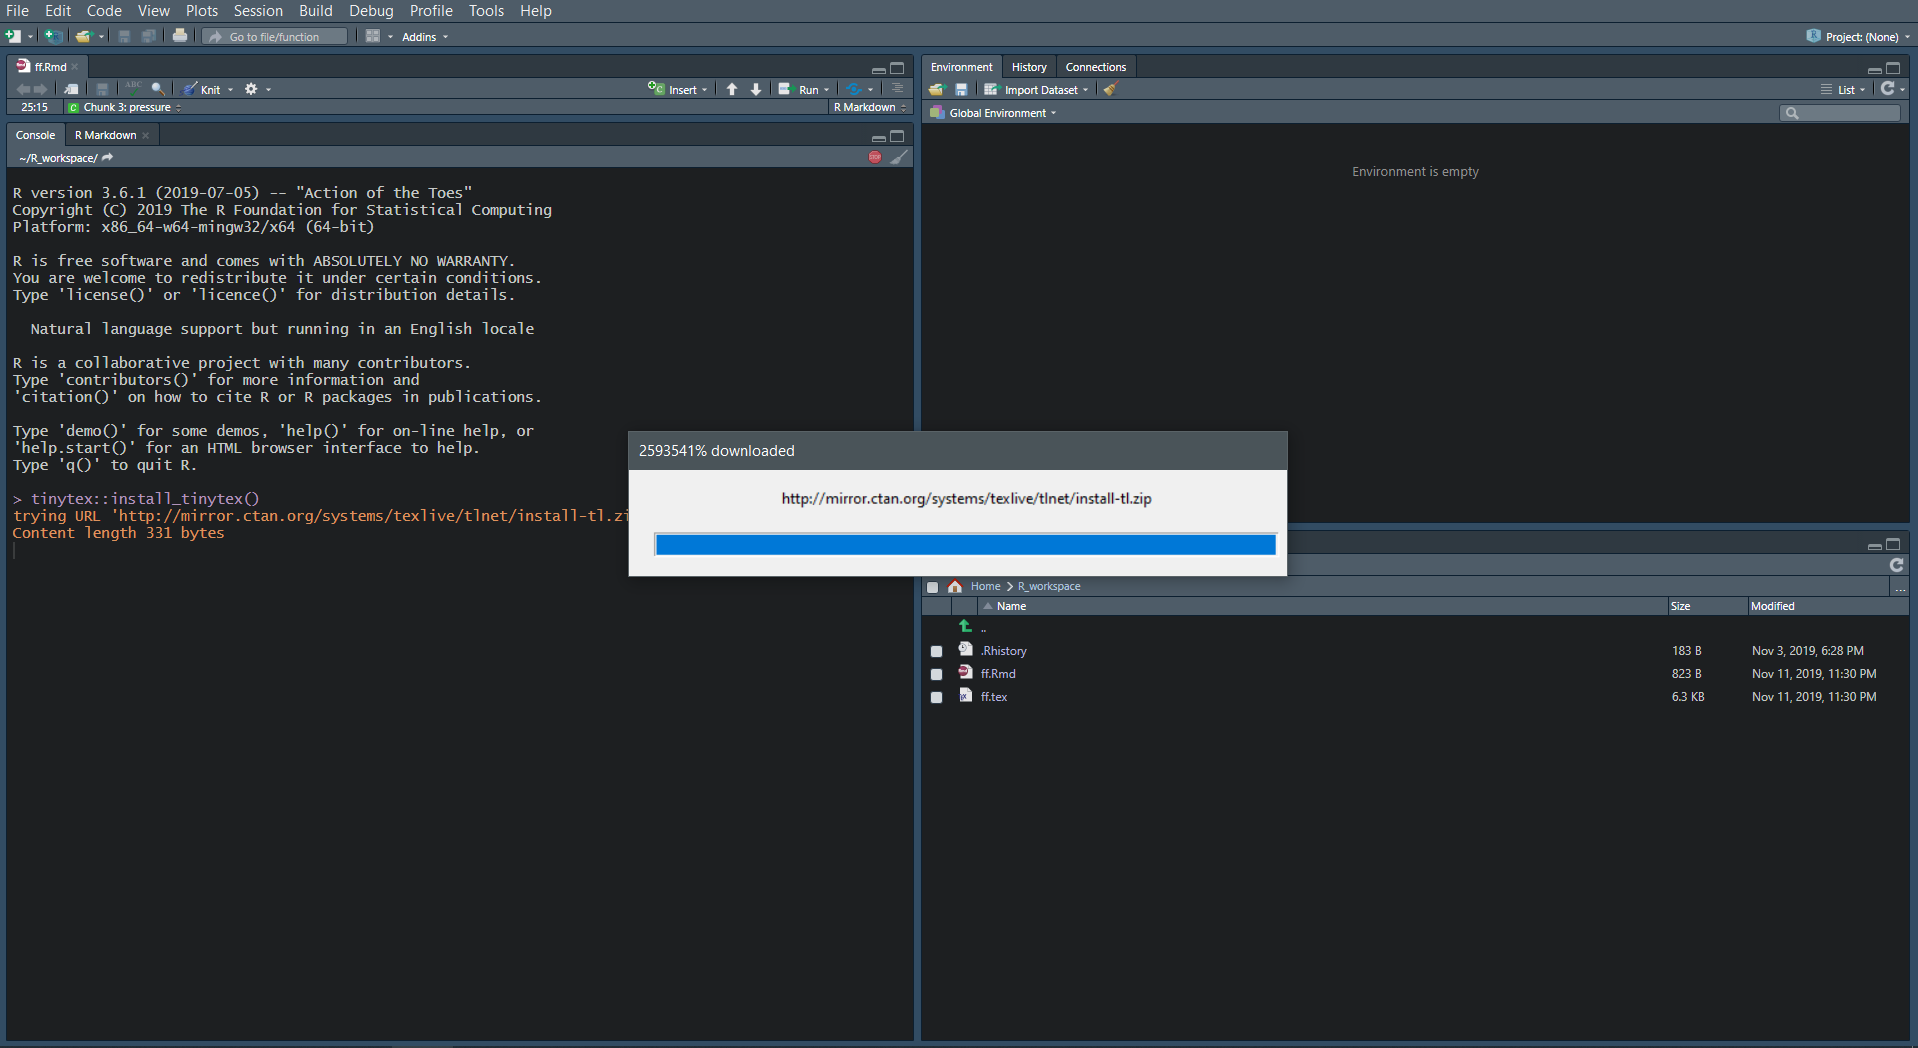 File Edit Code View Plots Session Build Debug Profile Tools Help
Go to file/function Addins Project: (None)
ff.Rmd
ABC Knit Insert Run
25:15 Chunk 3: pressure R Markdown
Console R Markdown
~/R_workspace/
STOP
R version 3.6.1 (2019-07-05) -- "Action of the Toes"
Copyright (C) 2019 The R Foundation for Statistical Computing
Platform: x86_64-w64-mingw32/x64 (64-bit)
R is free software and comes with ABSOLUTELY NO WARRANTY.
You are welcome to redistribute it under certain conditions.
Type 'license()' or 'licence()' for distribution details.
Natural language support but running in an English locale
R is a collaborative project with many contributors.
Type 'contributors()' for more information and
'citation()' on how to cite R or R packages in publications.
Type 'demo()' for some demos, 'help()' for on-line help, or
'help.start()' for an HTML browser interface to help.
Type 'q()' to quit R.
> tinytex::install_tinytex()
trying URL 'http://mirror.ctan.org/systems/texlive/tlnet/install-tl.zi
Content length 331 bytes
2593541% downloaded
http://mirror.ctan.org/systems/texlive/tlnet/install-tl.zip
Environment History Connections
Import Dataset List
Global Environment
Environment is empty
Home R_workspace ...
Name Size Modified
..
.Rhistory 183 B Nov 3, 2019, 6:28 PM
ff.Rmd 823 B Nov 11, 2019, 11:30 PM
ff.tex 6.3 KB Nov 11, 2019, 11:30 PM